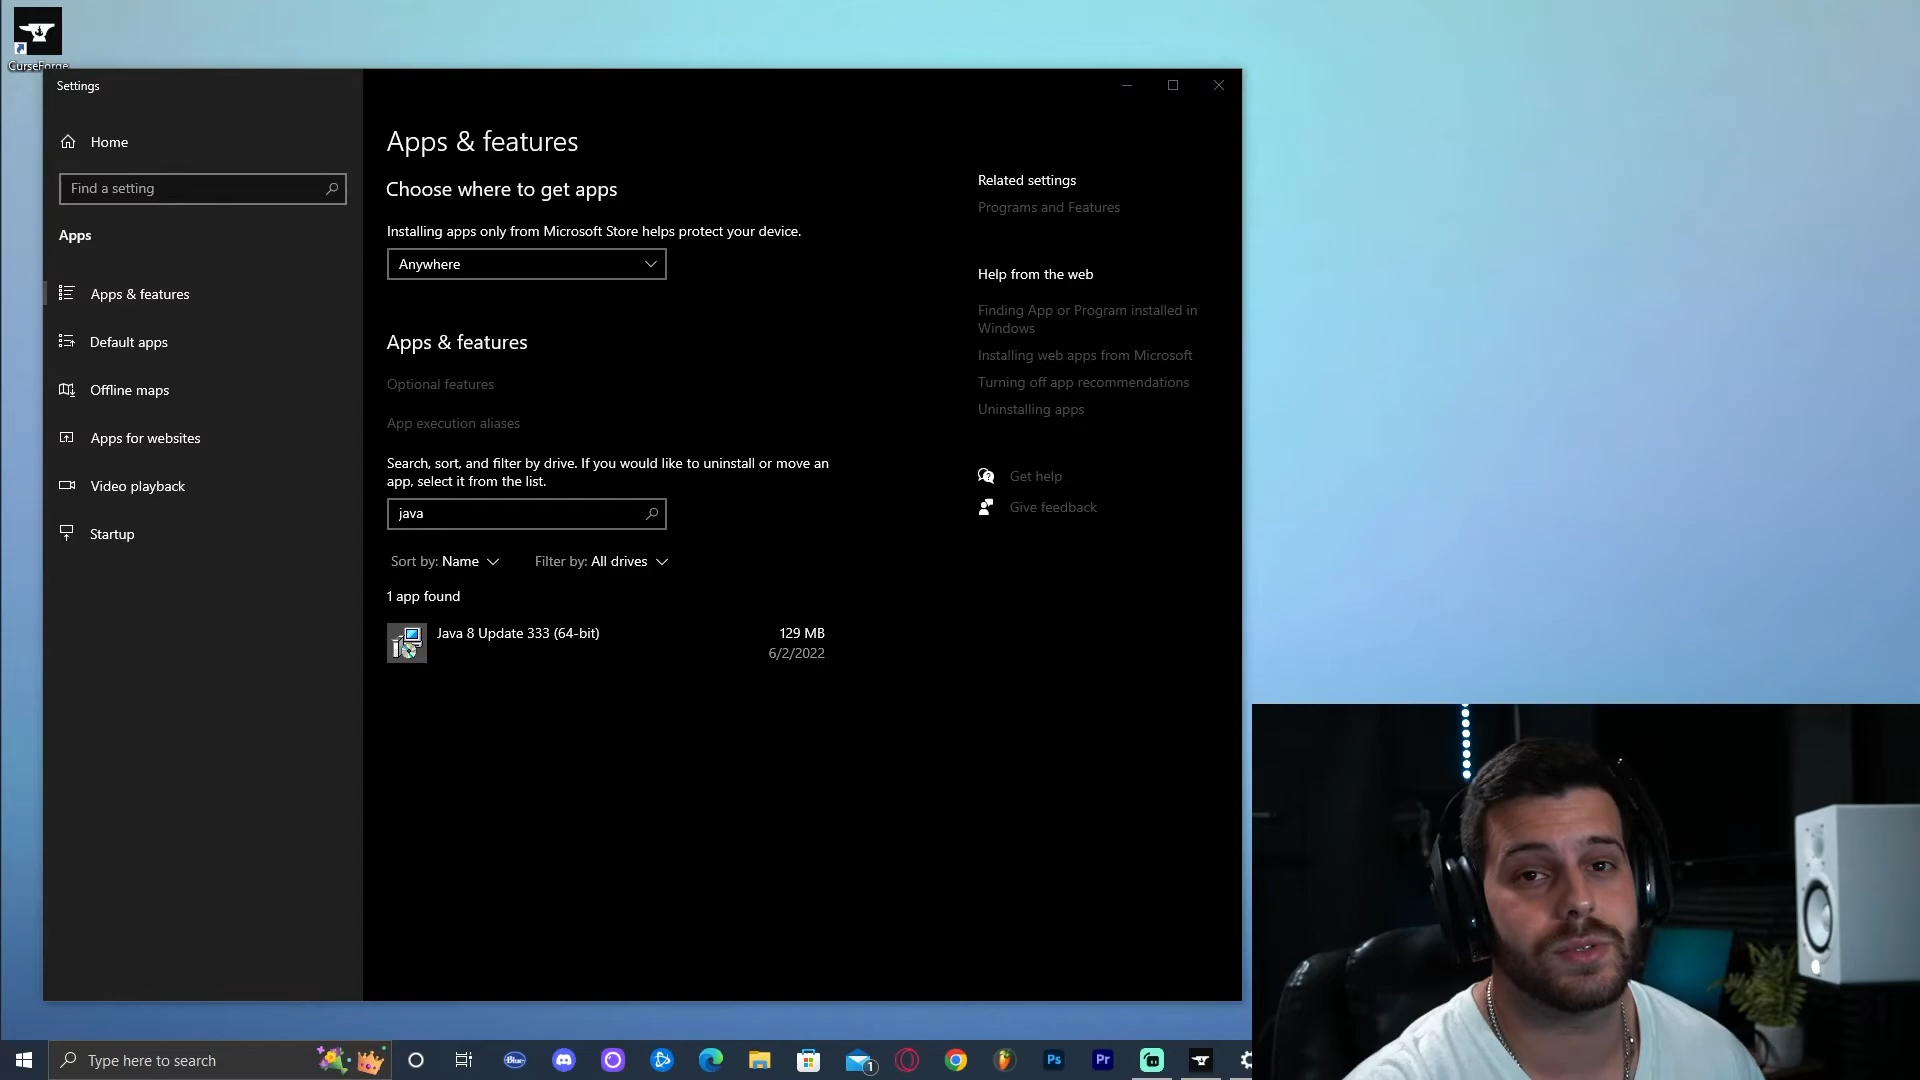 CurseForge
Settings
Home
Find a setting
Apps
Apps & features
Default apps
Offline maps
Apps for websites
Video playback
Startup
Apps & features
Choose where to get apps
Installing apps only from Microsoft Store helps protect your device.
Anywhere
Apps & features
Optional features
App execution aliases
Search, sort, and filter by drive. If you would like to uninstall or move an
app, select it from the list.
java
Sort by: Name
Filter by: All drives
1 app found
Java 8 Update 333 (64-bit)
129 MB
6/2/2022
Related settings
Programs and Features
Help from the web
Finding App or Program installed in
Windows
Installing web apps from Microsoft
Turning off app recommendations
Uninstalling apps
Get help
Give feedback
Type here to search
Blue
1
Ps
Pr